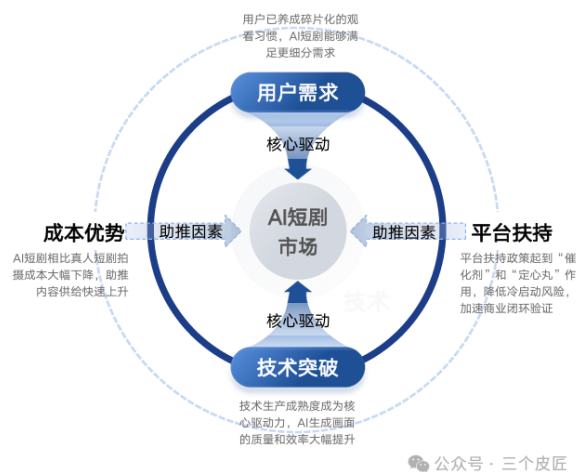 用户已养成碎片化的观
看习惯，AI短剧能够满
足更细分需求
用户需求
核心驱动
成本优势
助推因素
AI短剧
市场
助推因素
平台扶持
AI短剧相比真人短剧拍
摄成本大幅下降，助推
内容供给快速上升
平台扶持政策起到“催
化剂”和“定心丸”作
用，降低冷启动风险，
加速商业闭环验证
技术
核心驱动
技术突破
技术生产成熟度成为核
心驱动力，AI生成画面
的质量和效率大幅提升
公众号·三个皮匠